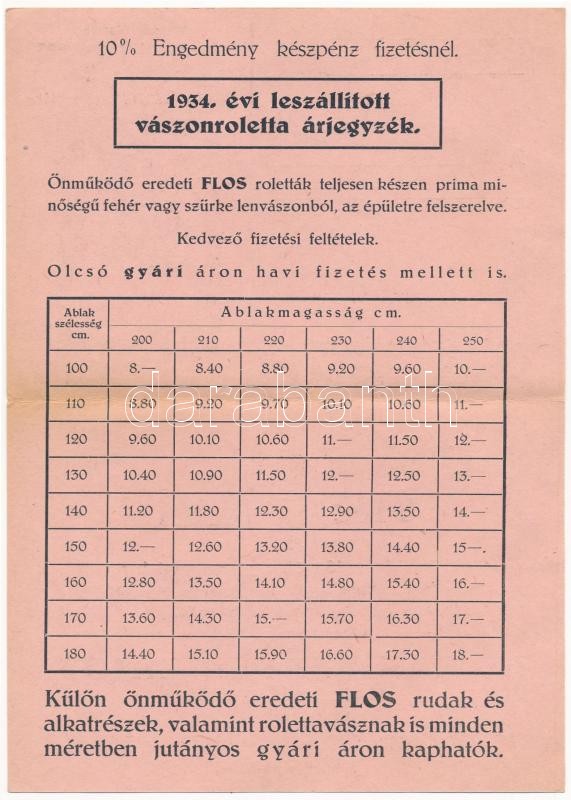 10% Engedmény készpénz fizetésnél.
1934. évi leszállított
vászonroletta árjegyzék.
Önműködő eredeti FLOS roletták teljesen készen prima mi-
nőségű fehér vagy szürke lenvászonból, az épületre felszerelve.
Kedvező fizetési feltételek.
Olcsó gyári áron havi fizetés mellett is.
Ablak szélesség cm. Ablakmagasság cm.
200 210 220 230 240 250
100 8.— 8.40 8.80 9.20 9.60 10.—
110 8.80 9.20 9.70 10.10 10.60 11.—
120 9.60 10.10 10.60 11.— 11.50 12.—
130 10.40 10.90 11.50 12.— 12.50 13.—
140 11.20 11.80 12.30 12.90 13.50 14.—
150 12.— 12.60 13.20 13.80 14.40 15—.
160 12.80 13.50 14.10 14.80 15.40 16.—
170 13.60 14.30 15.— 15.70 16.30 17.—
180 14.40 15.10 15.90 16.60 17.30 18.—
Külön önműködő eredeti FLOS rudak és
alkatrészek, valamint rolettavásznak is minden
méretben jutányos gyári áron kaphatók.
darabanth